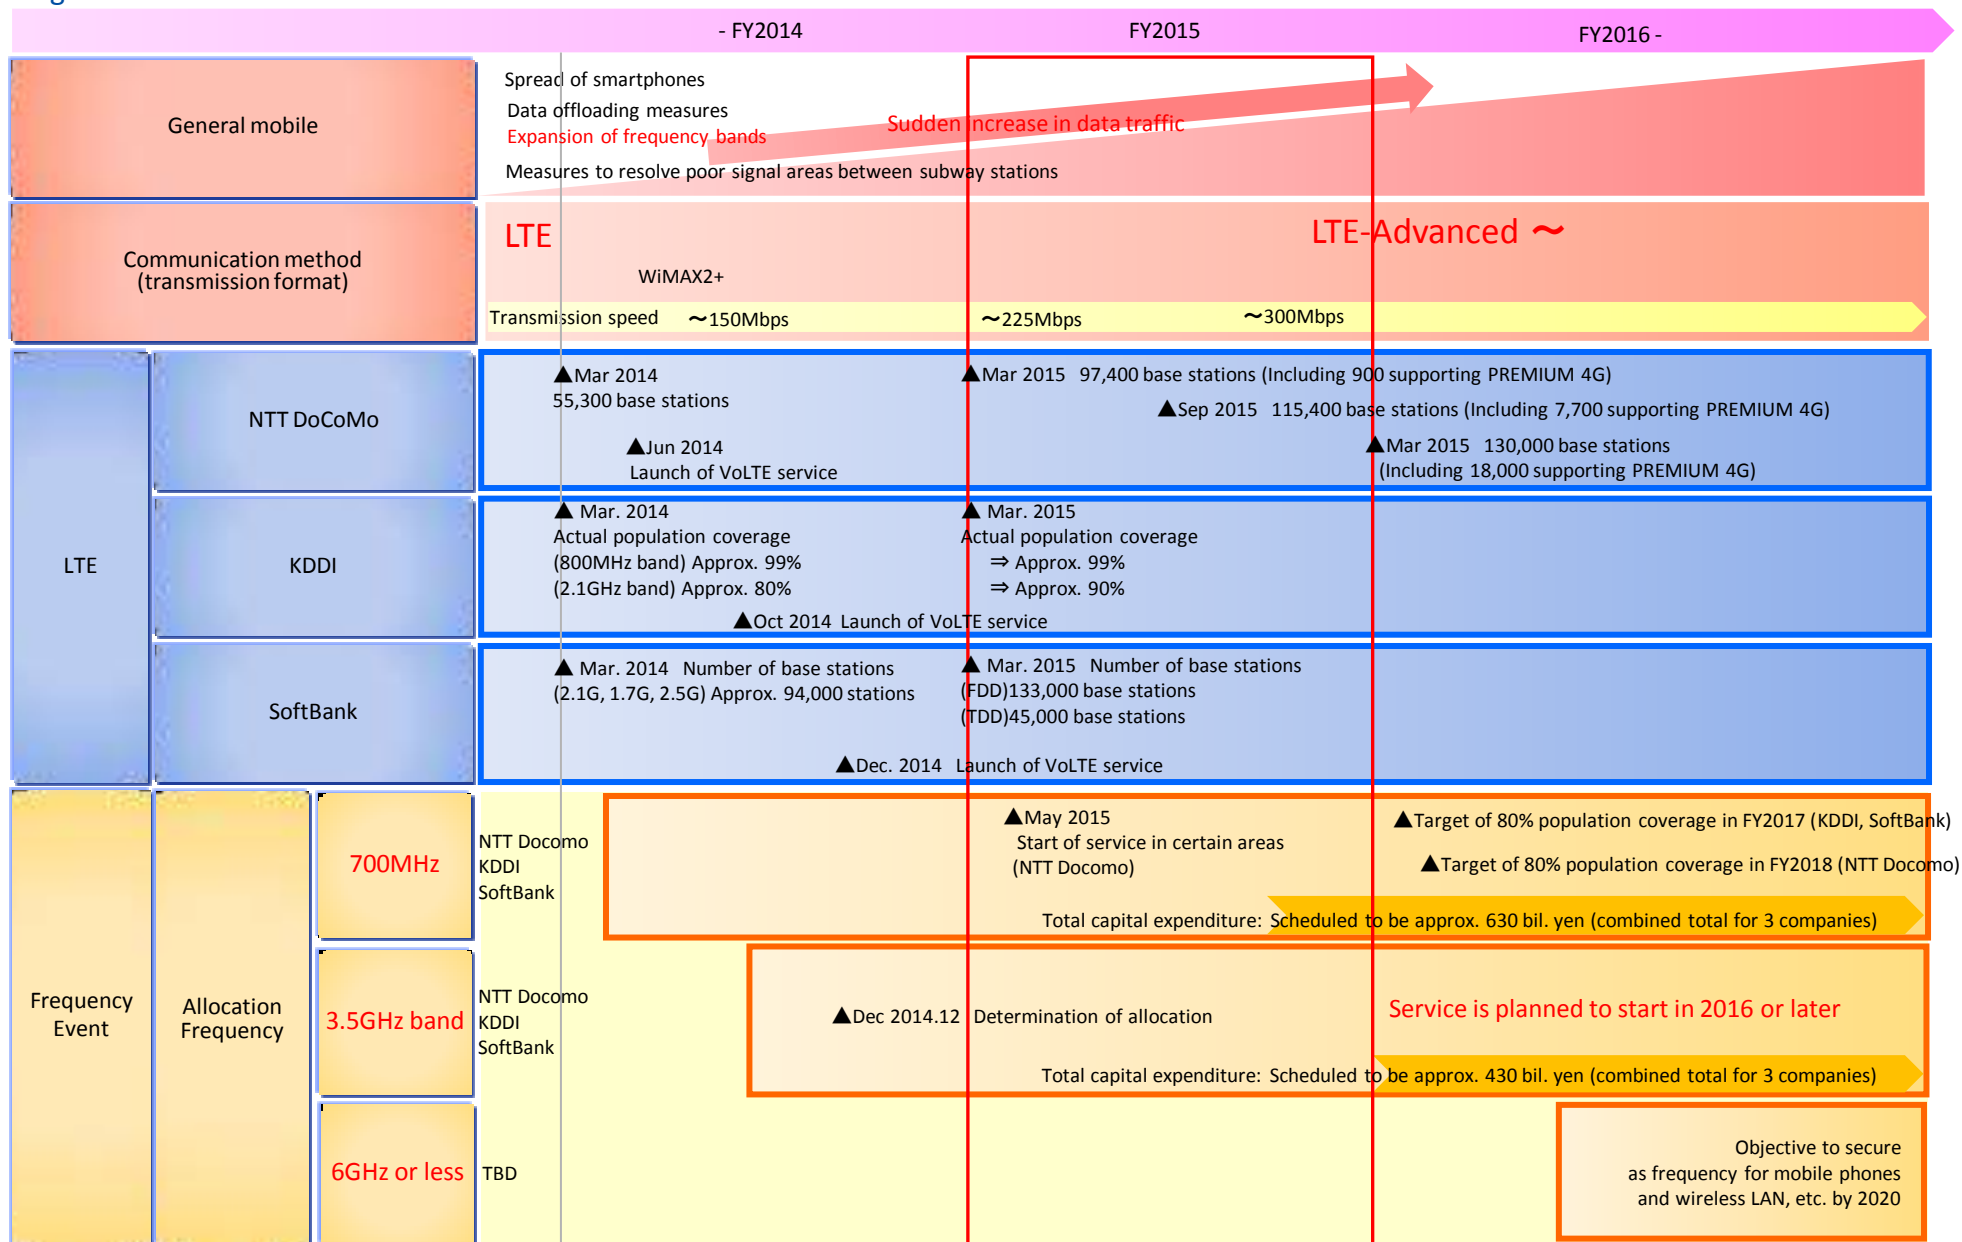 - FY2014
FY2015
FY2016 -
General mobile
Spread of smartphones
Data offloading measures
Expansion of frequency bands
Sudden increase in data traffic
Measures to resolve poor signal areas between subway stations
Communication method
(transmission format)
LTE
LTE-Advanced ～
WiMAX2+
Transmission speed ～150Mbps ～225Mbps ～300Mbps
LTE
NTT DoCoMo
▲Mar 2014
55,300 base stations
▲Jun 2014
Launch of VoLTE service
▲Mar 2015 97,400 base stations (Including 900 supporting PREMIUM 4G)
▲Sep 2015 115,400 base stations (Including 7,700 supporting PREMIUM 4G)
▲Mar 2015 130,000 base stations
(Including 18,000 supporting PREMIUM 4G)
KDDI
▲ Mar. 2014
Actual population coverage
(800MHz band) Approx. 99%
(2.1GHz band) Approx. 80%
▲ Mar. 2015
Actual population coverage
⇒ Approx. 99%
⇒ Approx. 90%
▲Oct 2014 Launch of VoLTE service
SoftBank
▲ Mar. 2014 Number of base stations
(2.1G, 1.7G, 2.5G) Approx. 94,000 stations
▲ Mar. 2015 Number of base stations
(FDD)133,000 base stations
(TDD)45,000 base stations
▲Dec. 2014 Launch of VoLTE service
Frequency
Event
Allocation
Frequency
700MHz
NTT Docomo
KDDI
SoftBank
▲May 2015
Start of service in certain areas
(NTT Docomo)
▲Target of 80% population coverage in FY2017 (KDDI, SoftBank)
▲Target of 80% population coverage in FY2018 (NTT Docomo)
Total capital expenditure: Scheduled to be approx. 630 bil. yen (combined total for 3 companies)
3.5GHz band
NTT Docomo
KDDI
SoftBank
▲Dec 2014.12 Determination of allocation
Service is planned to start in 2016 or later
Total capital expenditure: Scheduled to be approx. 430 bil. yen (combined total for 3 companies)
6GHz or less
TBD
Objective to secure
as frequency for mobile phones
and wireless LAN, etc. by 2020